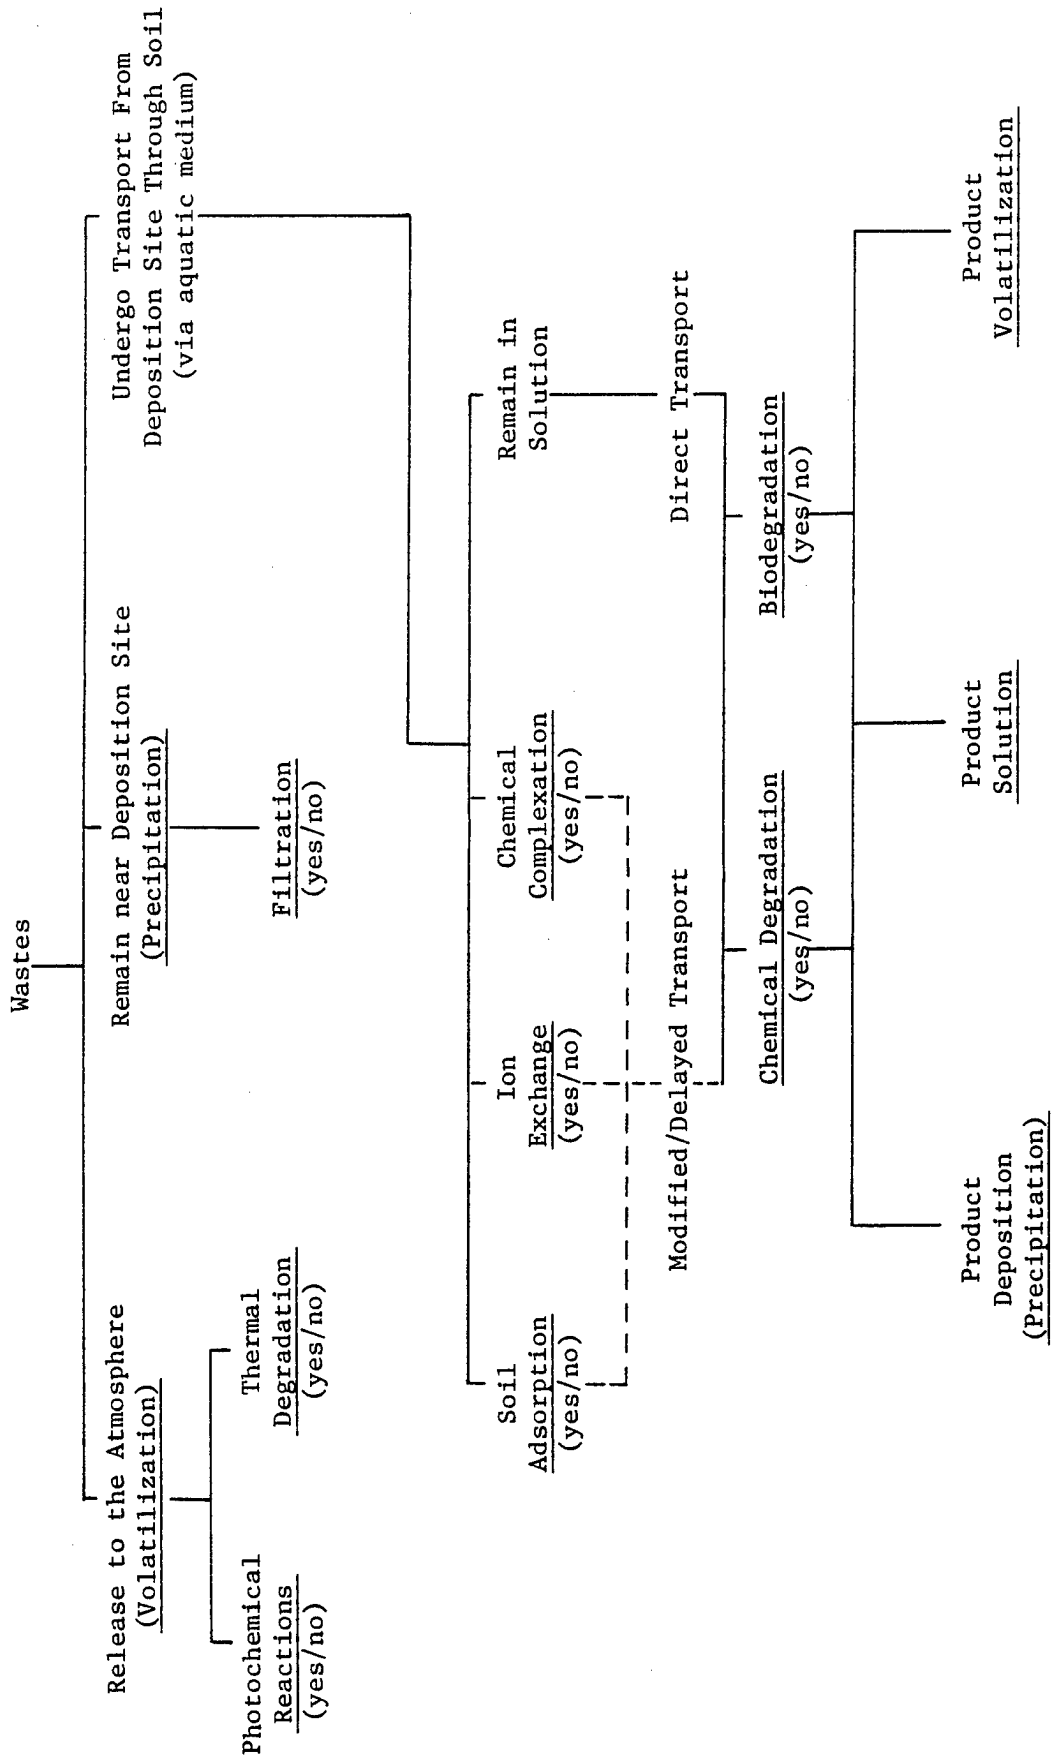 Wastes
Release to the Atmosphere
(Volatilization)
Remain near Deposition Site
(Precipitation)
Undergo Transport From
Deposition Site Through Soil
(via aquatic medium)
Photochemical
Reactions
(yes/no)
Thermal
Degradation
(yes/no)
Filtration
(yes/no)
Soil
Adsorption
(yes/no)
Ion
Exchange
(yes/no)
Chemical
Complexation
(yes/no)
Remain in
Solution
Modified/Delayed Transport
Direct Transport
Chemical Degradation
(yes/no)
Biodegradation
(yes/no)
Product
Deposition
(Precipitation)
Product
Solution
Product
Volatilization